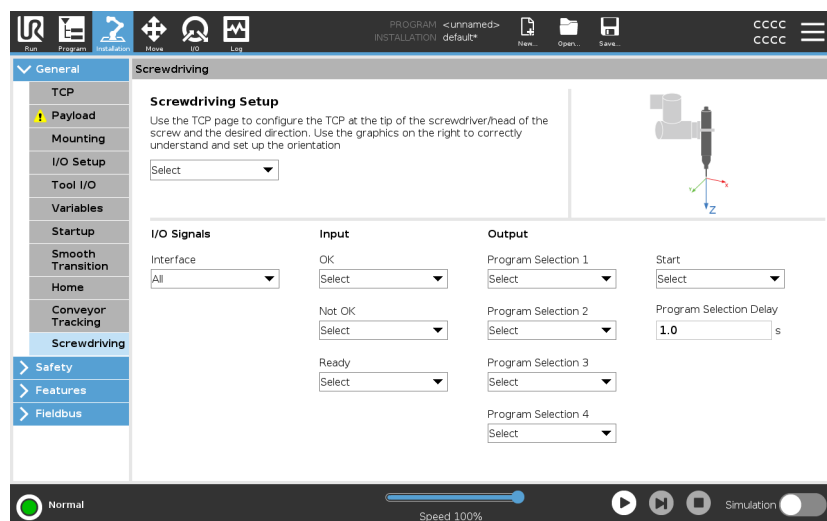 UR
PROGRAM <unnamed>
INSTALLATION default*
Run Program Installation Move I/O Log
New... Open... Save...
CCCC
CCCC
General
TCP
Payload
Mounting
I/O Setup
Tool I/O
Variables
Startup
Smooth
Transition
Home
Conveyor
Tracking
Screwdriving
Safety
Features
Fieldbus
Screwdriving
Screwdriving Setup
Use the TCP page to configure the TCP at the tip of the screwdriver/head of the
screw and the desired direction. Use the graphics on the right to correctly
understand and set up the orientation
Select
Y X
Z
I/O Signals Input Output
Interface OK Program Selection 1 Start
All Select Select Select
Not OK Program Selection 2 Program Selection Delay
Select Select 1.0 s
Ready Program Selection 3
Select Select
Program Selection 4
Select
Normal
Speed 100%
Simulation